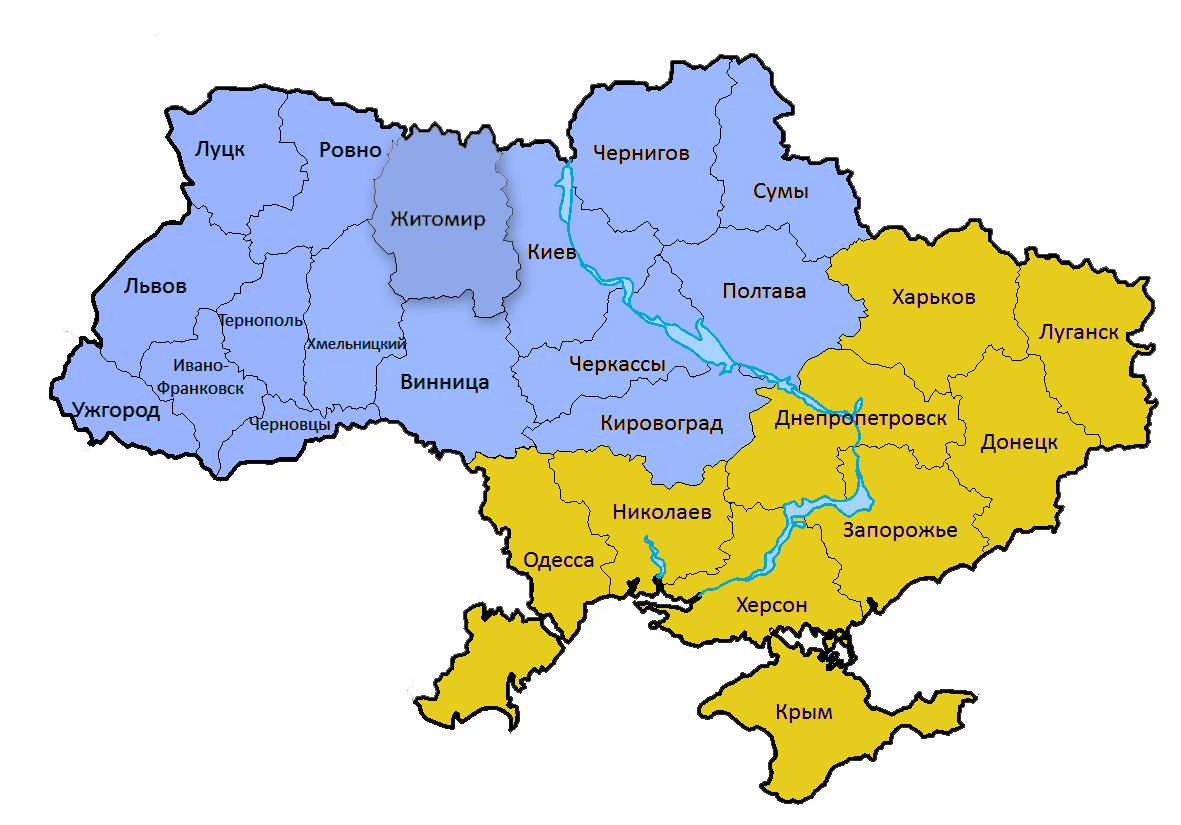 Луцк
Ровно
Житомир
Чернигов
Сумы
Киев
Львов
Тернополь
Хмельницкий
Полтава
Харьков
Луганск
Ивано-
Франковск
Ужгород
Черновцы
Винница
Черкассы
Кировоград
Днепропетровск
Донецк
Николаев
Одесса
Запорожье
Херсон
Крым